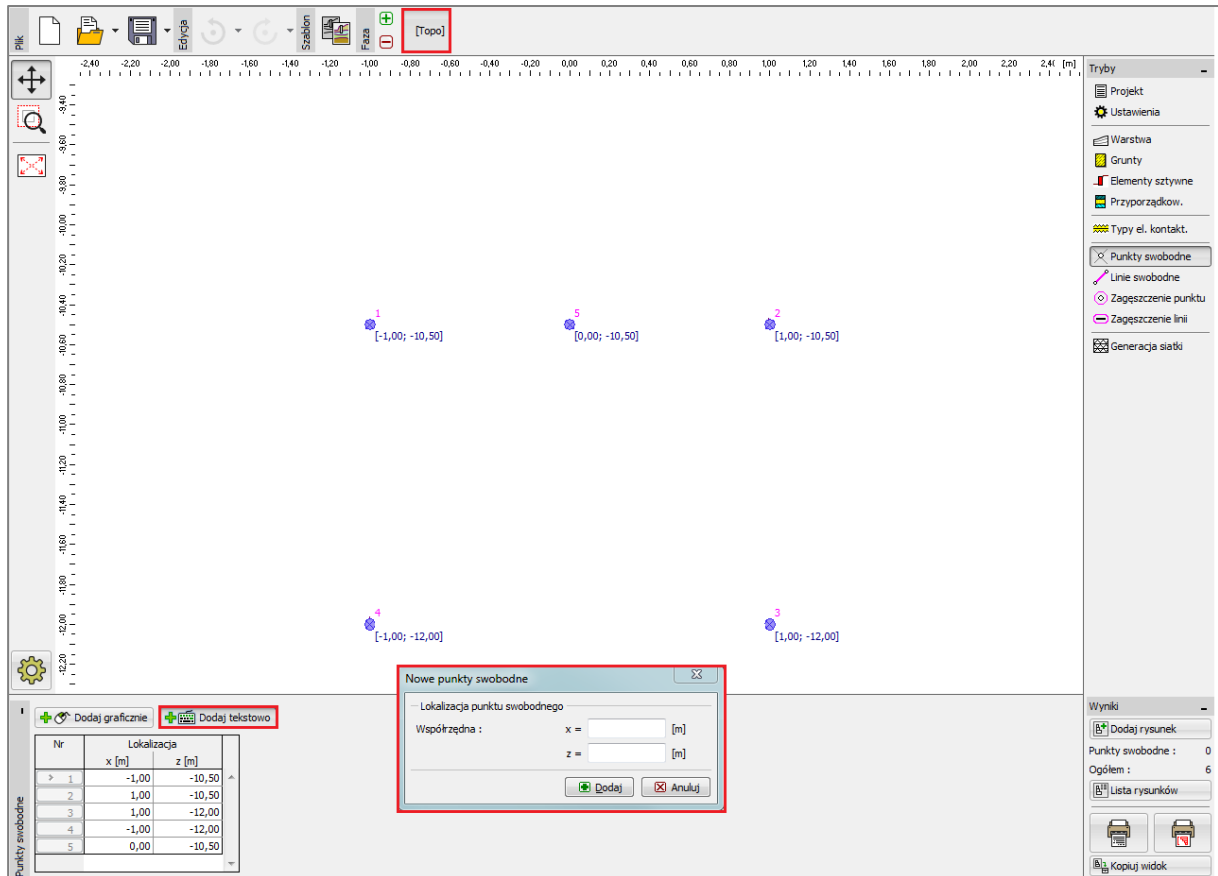 Plik
Edycja
Szablon
Faza
[Topo]
-2,40 -2,20 -2,00 -1,80 -1,60 -1,40 -1,20 -1,00 -0,80 -0,60 -0,40 -0,20 0,00 0,20 0,40 0,60 0,80 1,00 1,20 1,40 1,60 1,80 2,00 2,20 2,4( [m]
-9,40
-9,60
-9,80
-10,00
-10,20
-10,40
-10,60
-10,80
-11,00
-11,20
-11,40
-11,60
-11,80
-12,00
-12,20
1
[-1,00; -10,50]
5
[0,00; -10,50]
2
[1,00; -10,50]
4
[-1,00; -12,00]
3
[1,00; -12,00]
Tryby
Projekt
Ustawienia
Warstwa
Grunty
Elementy sztywne
Przyporządkow.
Typy el. kontakt.
Punkty swobodne
Linie swobodne
Zagęszczenie punktu
Zagęszczenie linii
Generacja siatki
Nowe punkty swobodne
Lokalizacja punktu swobodnego
Współrzędna : x = [m]
z = [m]
Dodaj Anuluj
Punkty swobodne
Dodaj graficznie Dodaj tekstowo
Nr Lokalizacja
x [m] z [m]
> 1 -1,00 -10,50
2 1,00 -10,50
3 1,00 -12,00
4 -1,00 -12,00
5 0,00 -10,50
Wyniki
Dodaj rysunek
Punkty swobodne : 0
Ogółem : 6
Lista rysunków
Kopiuj widok